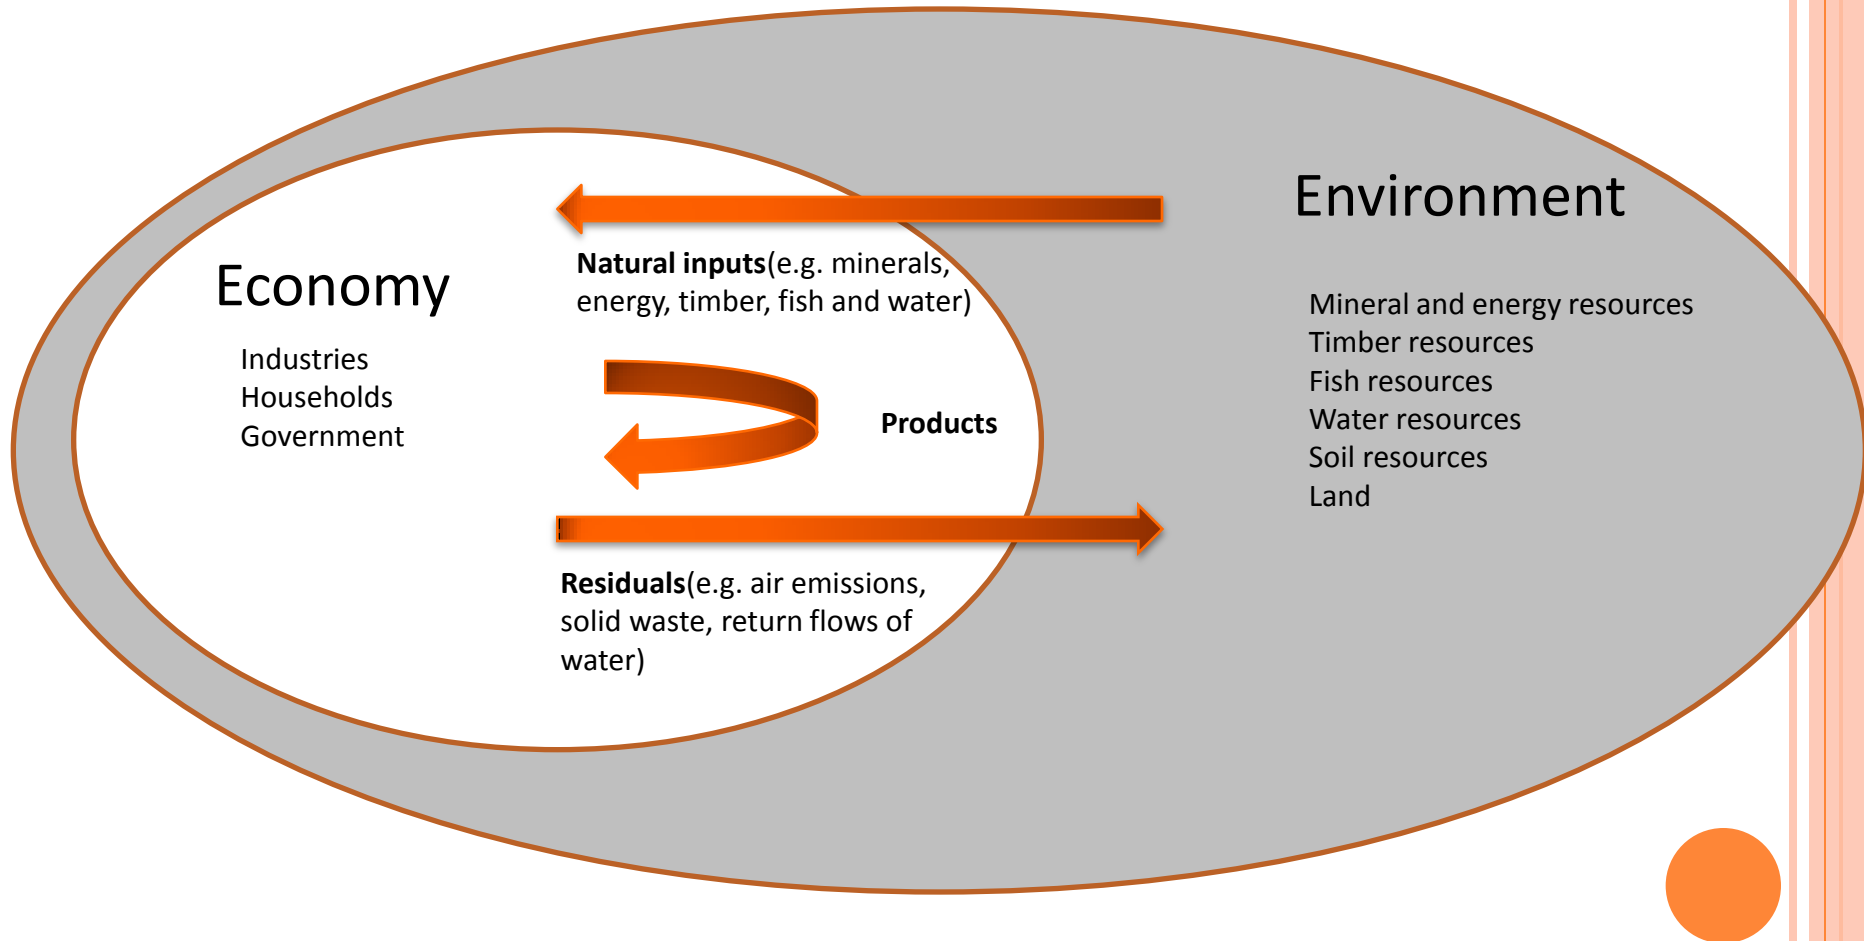 Environment
Economy
Natural inputs(e.g. minerals,
energy, timber, fish and water)
Industries
Households
Government
Products
Mineral and energy resources
Timber resources
Fish resources
Water resources
Soil resources
Land
Residuals(e.g. air emissions,
solid waste, return flows of
water)